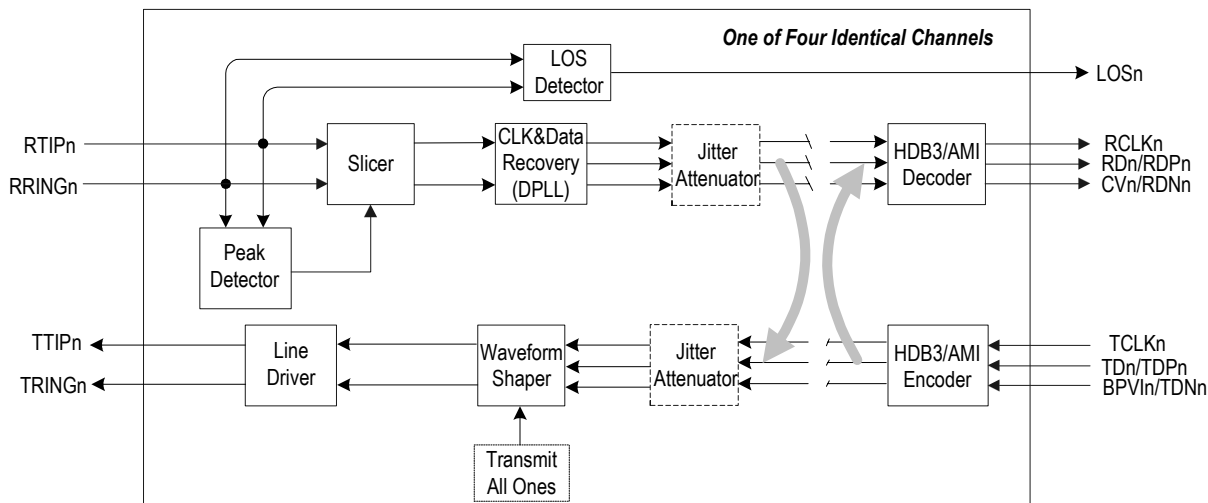 One of Four Identical Channels
LOS
Detector
LOSn
RTIPn
RRINGn
Slicer
CLK&Data
Recovery
(DPLL)
Jitter
Attenuator
HDB3/AMI
Decoder
RCLKn
RDn/RDPn
CVn/RDNn
Peak
Detector
TTIPn
TRINGn
Line
Driver
Waveform
Shaper
Jitter
Attenuator
HDB3/AMI
Encoder
TCLKn
TDn/TDPn
BPVIn/TDNn
Transmit
All Ones